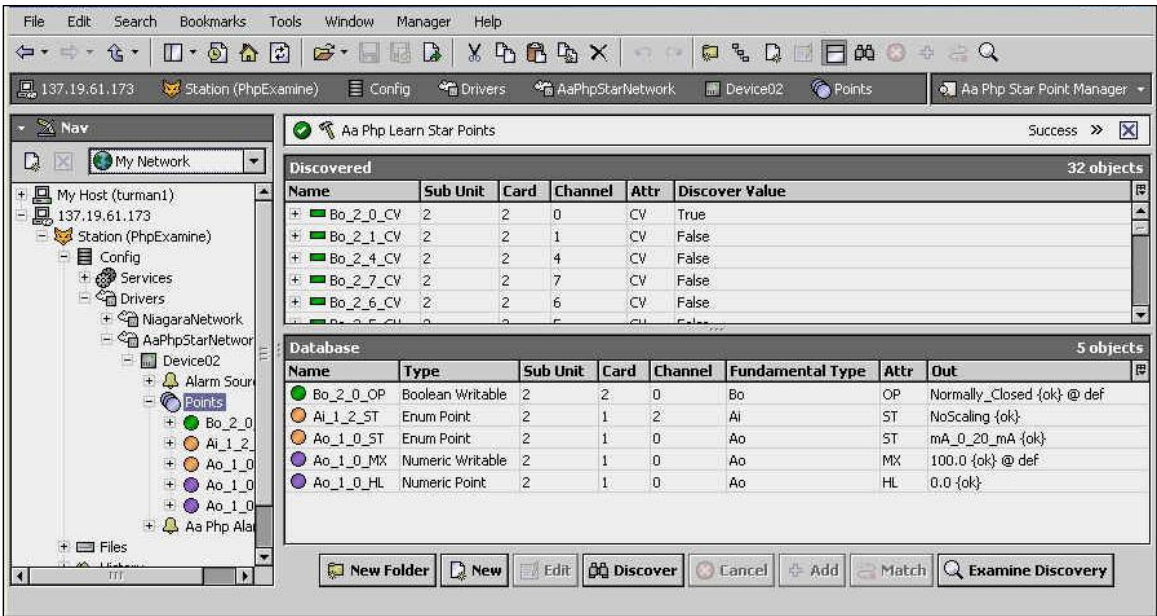 File Edit Search Bookmarks Tools Window Manager Help
137.19.61.173 Station (PhpExamine) Config Drivers AaPhpStarNetwork Device02 Points Aa Php Star Point Manager
Nav
My Network
My Host (turman1)
137.19.61.173
Station (PhpExamine)
Config
Services
Drivers
NiagaraNetwork
AaPhpStarNetwor
Device02
Alarm Sour
Points
Bo_2_0
Ai_1_2_
Ao_1_0
Ao_1_0
Ao_1_0
Aa Php Ala
Files
Aa Php Learn Star Points Success »
Discovered 32 objects
Name Sub Unit Card Channel Attr Discover Value
Bo_2_0_CV 2 2 0 CV True
Bo_2_1_CV 2 2 1 CV False
Bo_2_4_CV 2 2 4 CV False
Bo_2_7_CV 2 2 7 CV False
Bo_2_6_CV 2 2 6 CV False
Database 5 objects
Name Type Sub Unit Card Channel Fundamental Type Attr Out
Bo_2_0_OP Boolean Writable 2 2 0 Bo OP Normally_Closed {ok} @ def
Ai_1_2_ST Enum Point 2 1 2 Ai ST NoScaling {ok}
Ao_1_0_ST Enum Point 2 1 0 Ao ST mA_0_20_mA {ok}
Ao_1_0_MX Numeric Writable 2 1 0 Ao MX 100.0 {ok} @ def
Ao_1_0_HL Numeric Point 2 1 0 Ao HL 0.0 {ok}
New Folder New Edit Discover Cancel Add Match Examine Discovery